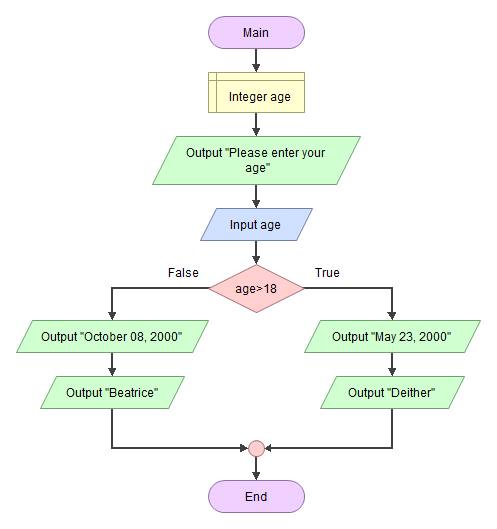 Main
Integer age
Output "Please enter your
age"
Input age
False
True
age>18
Output "October 08, 2000"
Output "May 23, 2000"
Output "Beatrice"
Output "Deither"
End